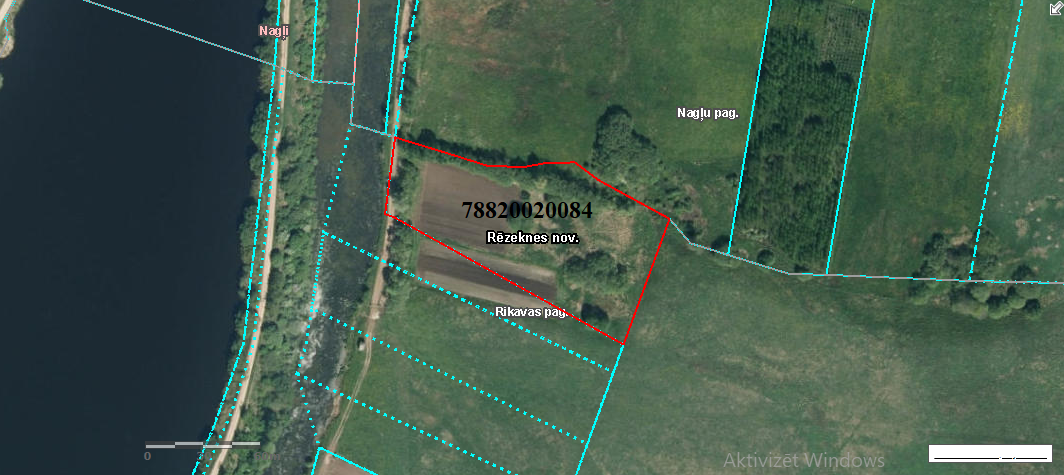 Nagļi
Nagļu pag.
78820020084
Rēzeknes nov.
Rikavas pag.
0
Aktivizēt Windows